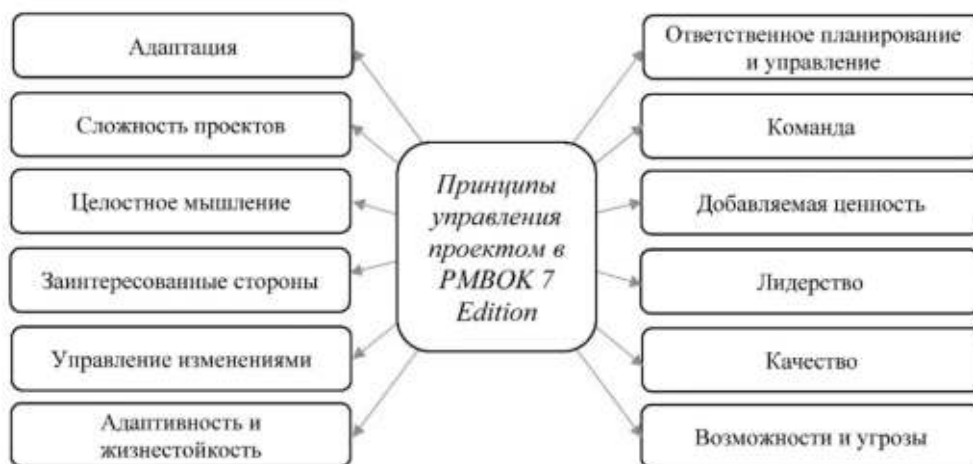 Адаптация
Сложность проектов
Целостное мышление
Заинтересованные стороны
Управление изменениями
Адаптивность и
жизнестойкость
Принципы
управления
проектом в
PMBOK 7
Edition
Ответственное планирование
и управление
Команда
Добавляемая ценность
Лидерство
Качество
Возможности и угрозы